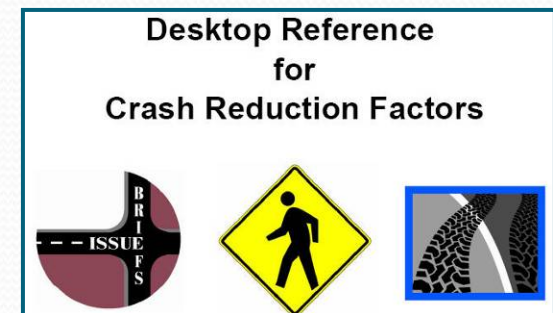 Desktop Reference
for
Crash Reduction Factors
ISSUE
BRIEFS